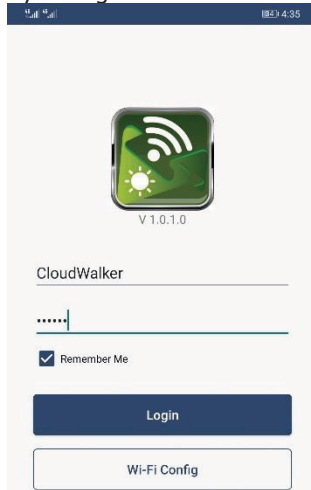 4:35
V 1.0.1.0
CloudWalker
••••••
Remember Me
Login
Wi-Fi Config